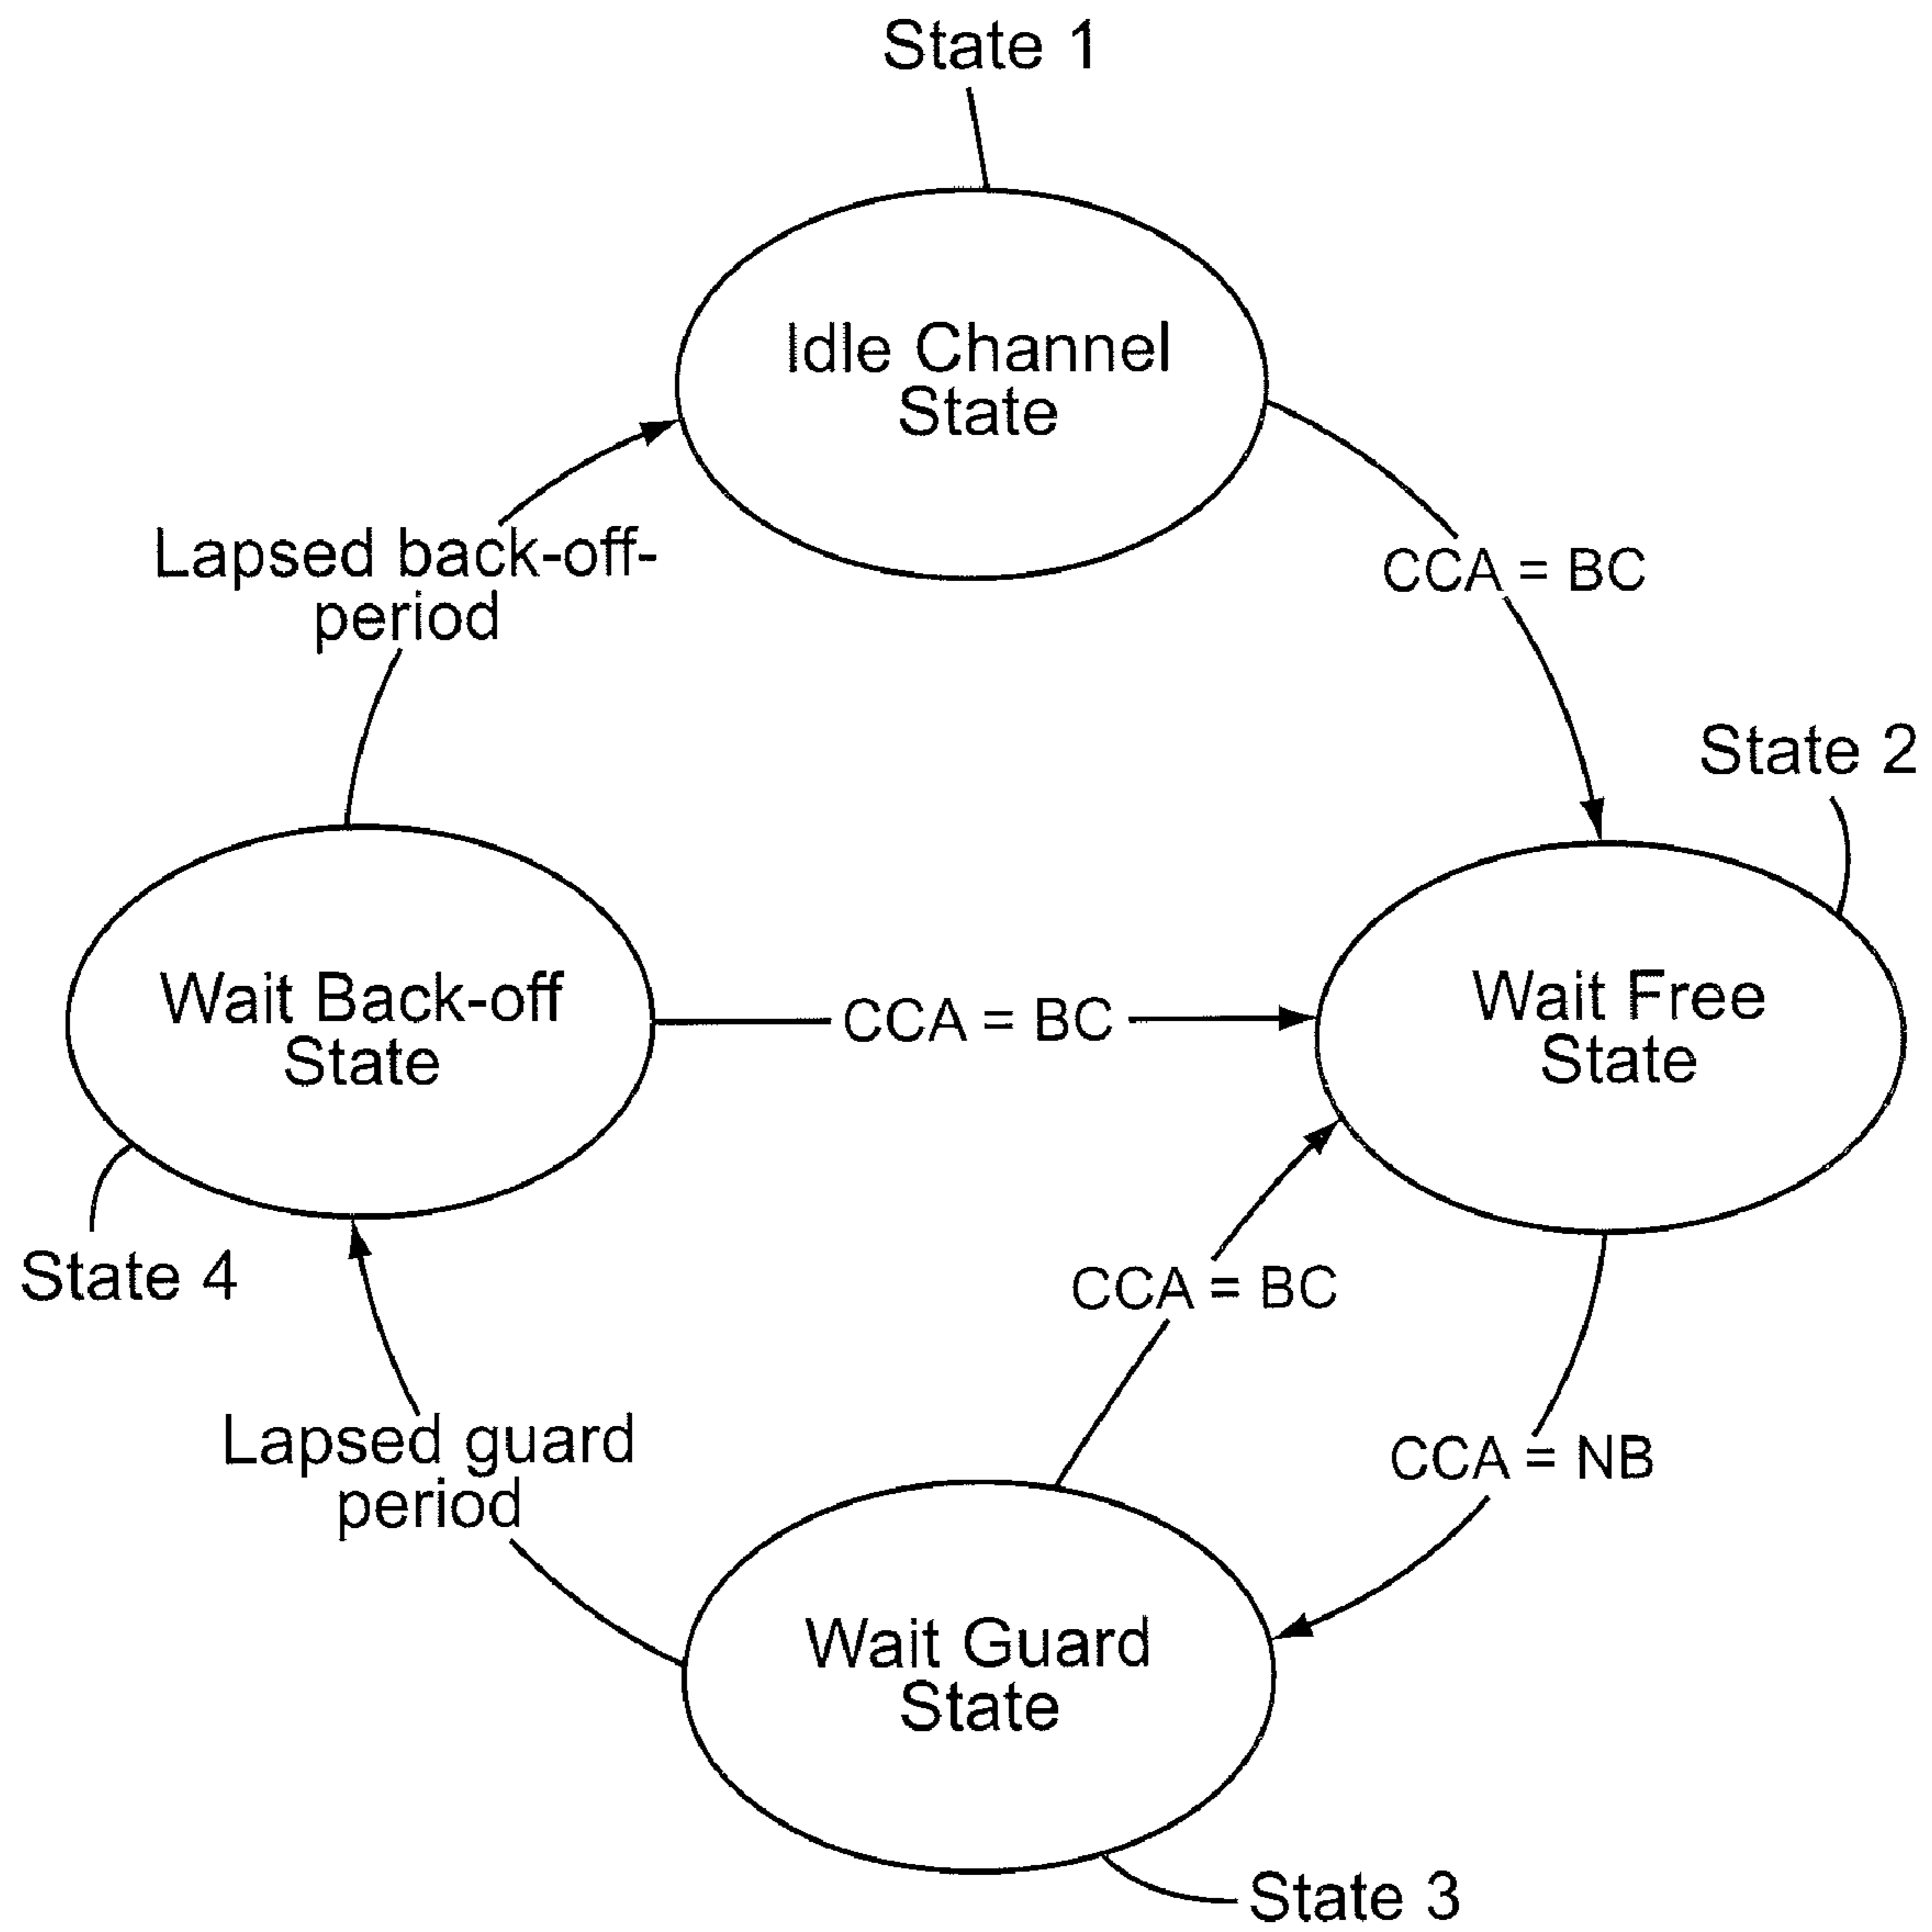 State 1
Idle Channel
State
Lapsed back-off-
period
CCA = BC
State 2
Wait Back-off
State
CCA = BC
Wait Free
State
State 4
CCA = BC
Lapsed guard
period
CCA = NB
Wait Guard
State
State 3